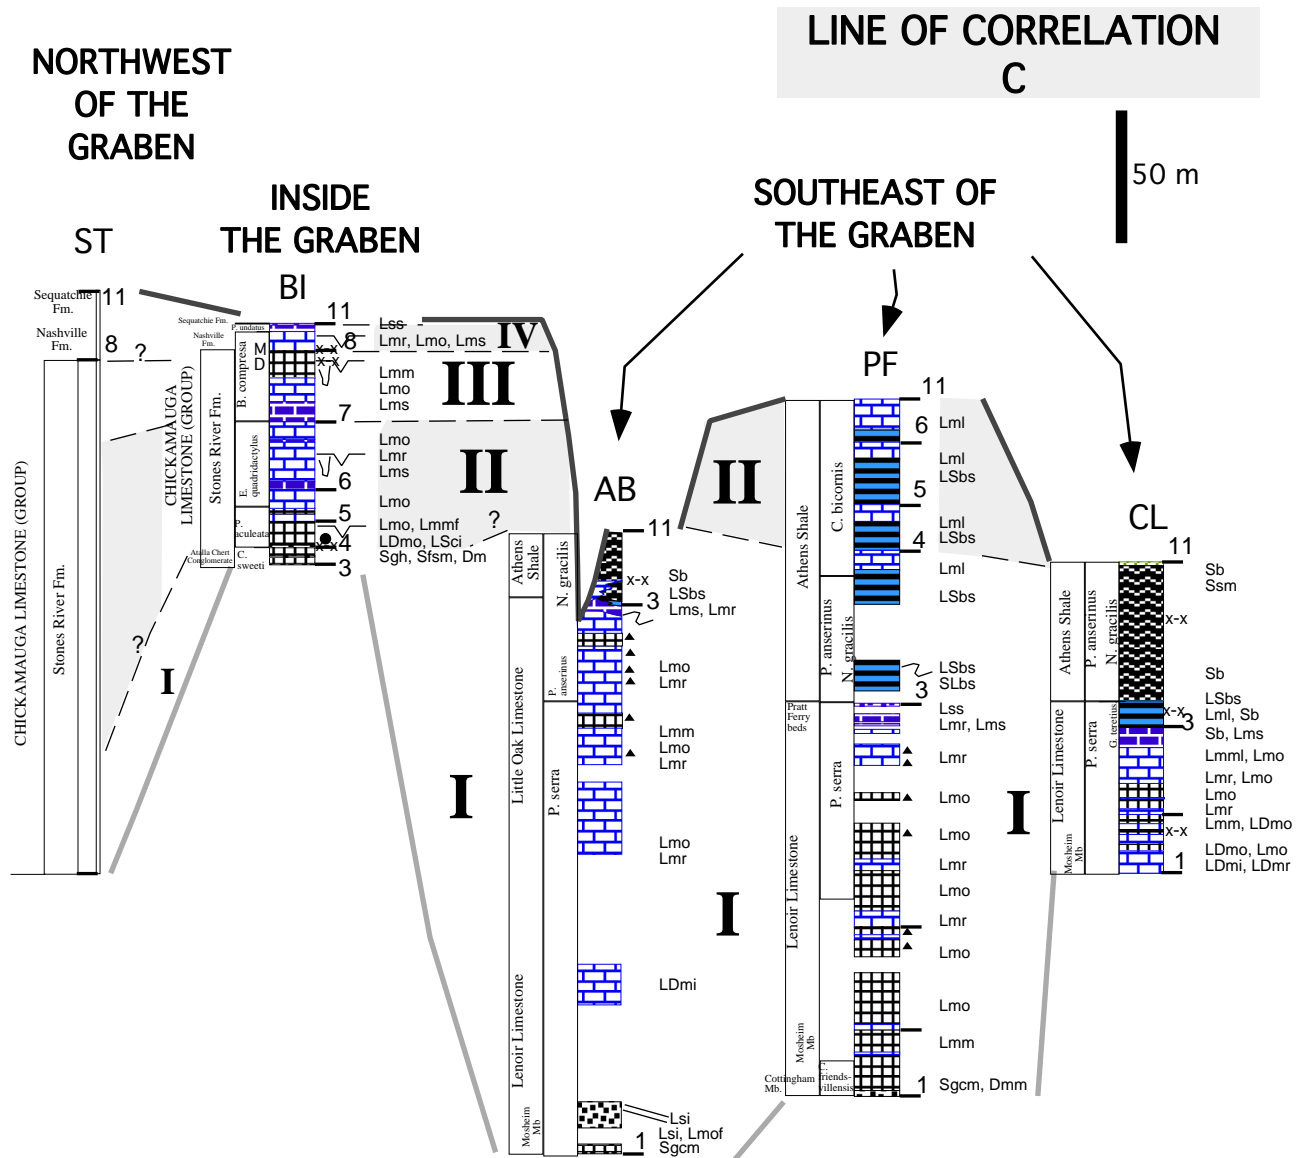 LINE OF CORRELATION
C
NORTHWEST
OF THE
GRABEN
50 m
INSIDE
THE GRABEN
SOUTHEAST OF
THE GRABEN
ST
Sequatchie
Fm.
11
Nashville
Fm.
8
?
?
I
CHICKAMAUGA LIMESTONE (GROUP)
Stones River Fm.
BI
CHICKAMAUGA
LIMESTONE (GROUP)
Sequatchie Fm.
Nashville
Fm.
Stones River Fm.
Atalla Chert
Conglomerate
P. undatus
B. compresa
E.
quadridactylus
P.
aculeata
C.
sweeti
M
D
11
8
x-x
x-x
7
6
5
4
x-x
3
Lss
Lmr, Lmo, Lms
Lmm
Lmo
Lms
Lmo
Lmr
Lms
Lmo
Lmo, Lmmf
LDmo, LSci
Sgh, Sfsm, Dm
IV
III
II
?
I
AB
Athens
Shale
N. gracilis
Little Oak Limestone
P.
anserinus
P. serra
Lenoir Limestone
Mosheim
Mb
11
x-x
3
1
Sb
LSbs
Lms, Lmr
Lmo
Lmr
Lmm
Lmo
Lmr
Lmo
Lmr
LDmi
Lsi
Lsi, Lmof
Sgcm
II
I
PF
Athens Shale
C. bicornis
P. anserinus
N. gracilis
Pratt
Ferry
beds
P. serra
Lenoir Limestone
Mosheim
Mb
Cottingham
Mb.
friends-
villensis
11
6
5
4
3
1
Lml
Lml
LSbs
Lml
LSbs
Lml
LSbs
LSbs
SLbs
Lss
Lmr, Lms
Lmr
Lmo
Lmo
Lmr
Lmo
Lmr
Lmo
Lmo
Lmm
Sgcm, Dmm
I
CL
Athens Shale
P. anserinus
N. gracilis
G. teretius
P. serra
Lenoir Limestone
Mosheim
Mb
11
x-x
x-x
3
x-x
1
Sb
Ssm
Sb
LSbs
Lml, Sb
Sb, Lms
Lmml, Lmo
Lmr, Lmo
Lmo
Lmr
Lmm, LDmo
LDmo, Lmo
LDmi, LDmr